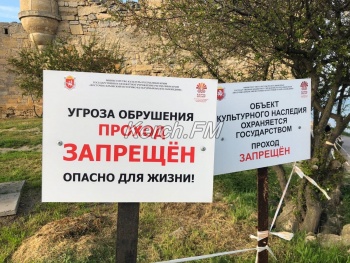 УГРОЗА ОБРУШЕНИЯ
ПРОХОД
ЗАПРЕЩЁН
ОПАСНО ДЛЯ ЖИЗНИ!
ОБЪЕКТ
КУЛЬТУРНОГО НАСЛЕДИЯ
ОХРАНЯЕТСЯ
ГОСУДАРСТВОМ
ПРОХОД
ЗАПРЕЩЁН
Kerch.FM